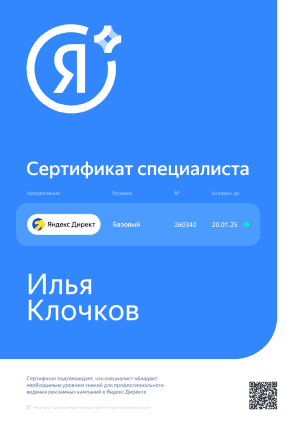 Я
Сертификат специалиста
Направление Уровень № Активен до
Яндекс Директ Базовый 260340 20.01.25
Илья
Клочков
Сертификат подтверждает, что специалист обладает
необходимым уровнем знаний для профессионального
ведения рекламных кампаний в Яндекс Директе